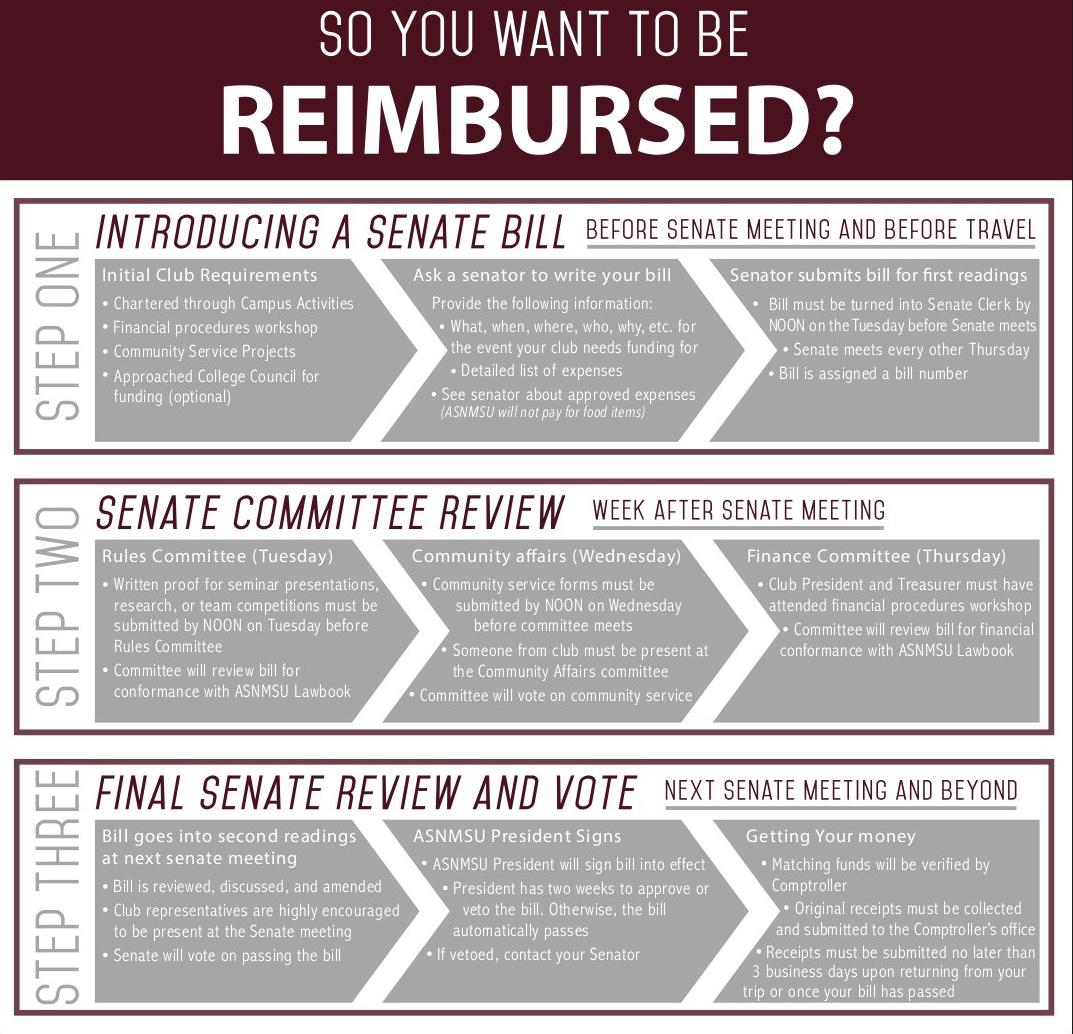 SO YOU WANT TO BE
REIMBURSED?
STEP ONE
INTRODUCING A SENATE BILL
BEFORE SENATE MEETING AND BEFORE TRAVEL
Initial Club Requirements
• Chartered through Campus Activities
• Financial procedures workshop
• Community Service Projects
• Approached College Council for
funding (optional)
Ask a senator to write your bill
Provide the following information:
• What, when, where, who, why, etc. for
the event your club needs funding for
• Detailed list of expenses
• See senator about approved expenses
(ASNMSU will not pay for food items)
Senator submits bill for first readings
• Bill must be turned into Senate Clerk by
NOON on the Tuesday before Senate meets
• Senate meets every other Thursday
• Bill is assigned a bill number
STEP TWO
SENATE COMMITTEE REVIEW
WEEK AFTER SENATE MEETING
Rules Committee (Tuesday)
• Written proof for seminar presentations,
research, or team competitions must be
submitted by NOON on Tuesday before
Rules Committee
• Committee will review bill for
conformance with ASNMSU Lawbook
Community affairs (Wednesday)
• Community service forms must be
submitted by NOON on Wednesday
before committee meets
• Someone from club must be present at
the Community Affairs committee
• Committee will vote on community service
Finance Committee (Thursday)
• Club President and Treasurer must have
attended financial procedures workshop
• Committee will review bill for financial
conformance with ASNMSU Lawbook
STEP THREE
FINAL SENATE REVIEW AND VOTE
NEXT SENATE MEETING AND BEYOND
Bill goes into second readings
at next senate meeting
• Bill is reviewed, discussed, and amended
• Club representatives are highly encouraged
to be present at the Senate meeting
• Senate will vote on passing the bill
ASNMSU President Signs
• ASNMSU President will sign bill into effect
• President has two weeks to approve or
veto the bill. Otherwise, the bill
automatically passes
• If vetoed, contact your Senator
Getting Your money
• Matching funds will be verified by
Comptroller
• Original receipts must be collected
and submitted to the Comptroller's office
• Receipts must be submitted no later than
3 business days upon returning from your
trip or once your bill has passed